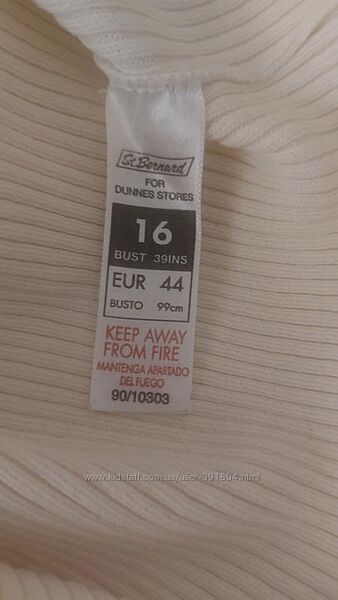 St Bernard
FOR
DUNNES STORES
16
BUST 39INS
EUR 44
BUSTO 99cm
KEEP AWAY
FROM FIRE
MANTENGA APARTADO
DEL FUEGO
90/10303
www.kidstaff.com.ua/user-391804.html